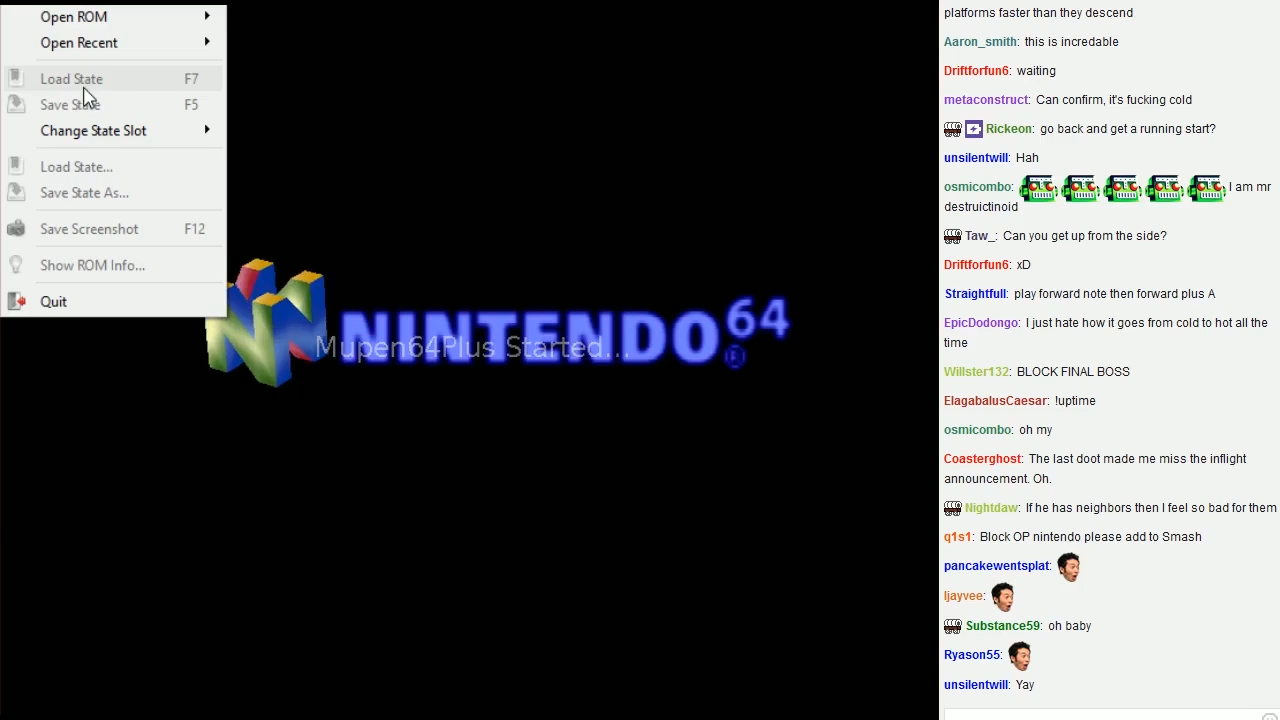 Open ROM
Open Recent
Load State F7
Save State F5
Change State Slot
Load State...
Save State As...
Save Screenshot F12
Show ROM Info...
Quit
NINTENDO 64
®
Mupen64Plus Started...
platforms faster than they descend
Aaron_smith: this is incredable
Driftforfun6: waiting
metaconstruct: Can confirm, it's fucking cold
Rickeon: go back and get a running start?
unsilentwill: Hah
osmicombo: I am mr
destruictinoid
Taw_: Can you get up from the side?
Driftforfun6: xD
Straightfull: play forward note then forward plus A
EpicDodongo: I just hate how it goes from cold to hot all the
time
Willster132: BLOCK FINAL BOSS
ElagabalusCaesar: !uptime
osmicombo: oh my
Coasterghost: The last doot made me miss the inflight
announcement. Oh.
Nightdaw: If he has neighbors then I feel so bad for them
q1s1: Block OP nintendo please add to Smash
pancakewentsplat:
ljayvee:
Substance59: oh baby
Ryason55:
unsilentwill: Yay